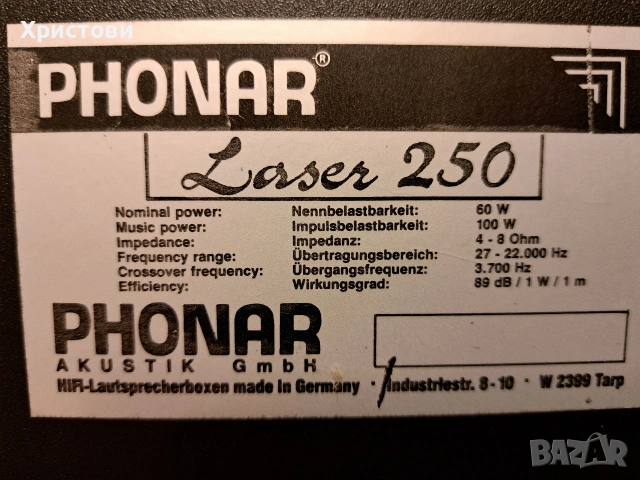 Христови
PHONAR®
Laser 250
Nominal power: Nennbelastbarkeit: 60 W
Music power: Impulsbelastbarkeit: 100 W
Impedance: Impedanz: 4 - 8 Ohm
Frequency range: Übertragungsbereich: 27 - 22.000 Hz
Crossover frequency: Übergangsfrequenz: 3.700 Hz
Efficiency: Wirkungsgrad: 89 dB / 1 W / 1 m
PHONAR
AKUSTIK GmbH
HiFi-Lautsprecherboxen made in Germany · Industriestr. 8-10 · W 2399 Tarp
BAZAR